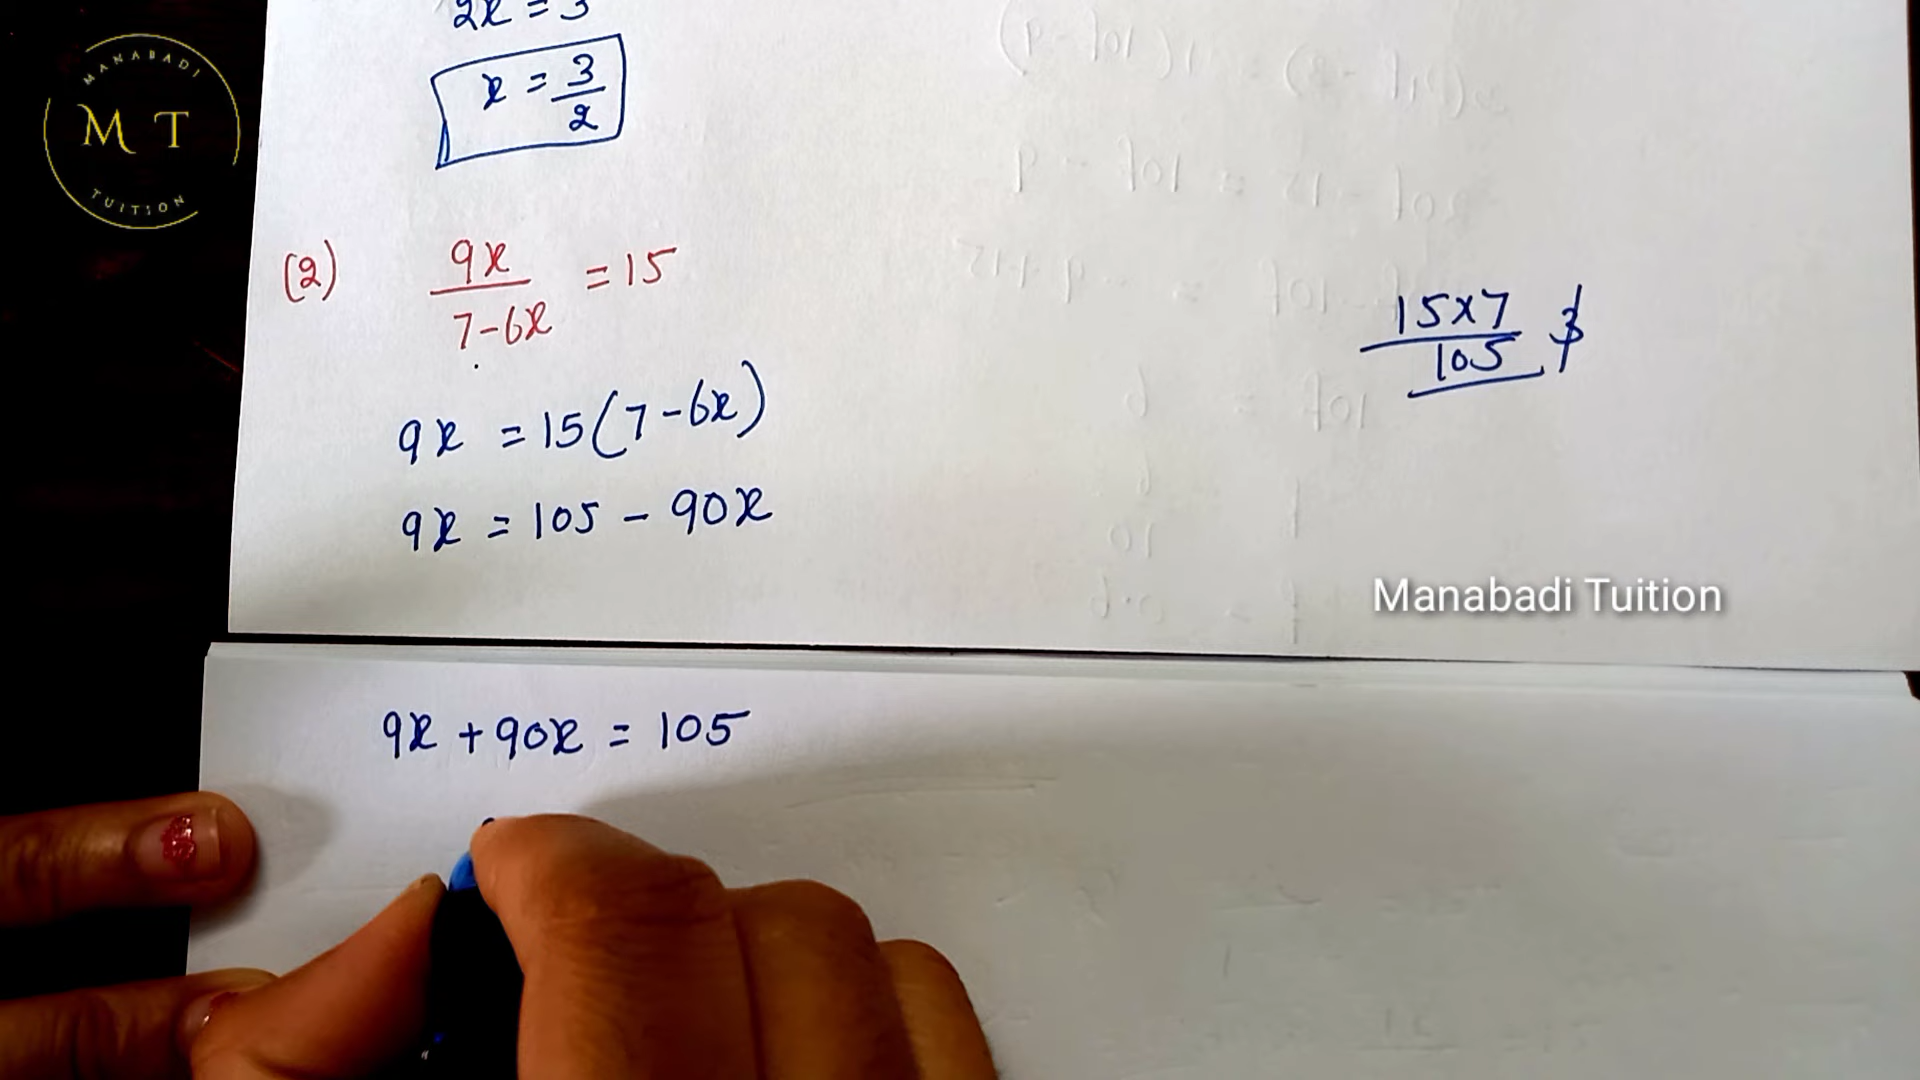 2x = 3
x = 3/2
MANABADI
MT
TUITION
(2) 9x/7-6x = 15
15x7
105
9x = 15(7-6x)
9x = 105 - 90x
Manabadi Tuition
9x + 90x = 105